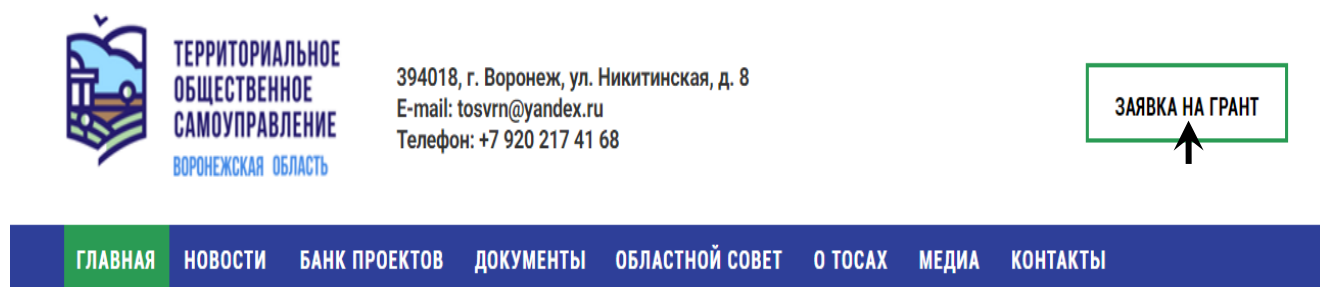 ТЕРРИТОРИАЛЬНОЕ
ОБЩЕСТВЕННОЕ
САМОУПРАВЛЕНИЕ
ВОРОНЕЖСКАЯ ОБЛАСТЬ
394018, г. Воронеж, ул. Никитинская, д. 8
E-mail: tosvrn@yandex.ru
Телефон: +7 920 217 41 68
ЗАЯВКА НА ГРАНТ
ГЛАВНАЯ НОВОСТИ БАНК ПРОЕКТОВ ДОКУМЕНТЫ ОБЛАСТНОЙ СОВЕТ О ТОСАХ МЕДИА КОНТАКТЫ